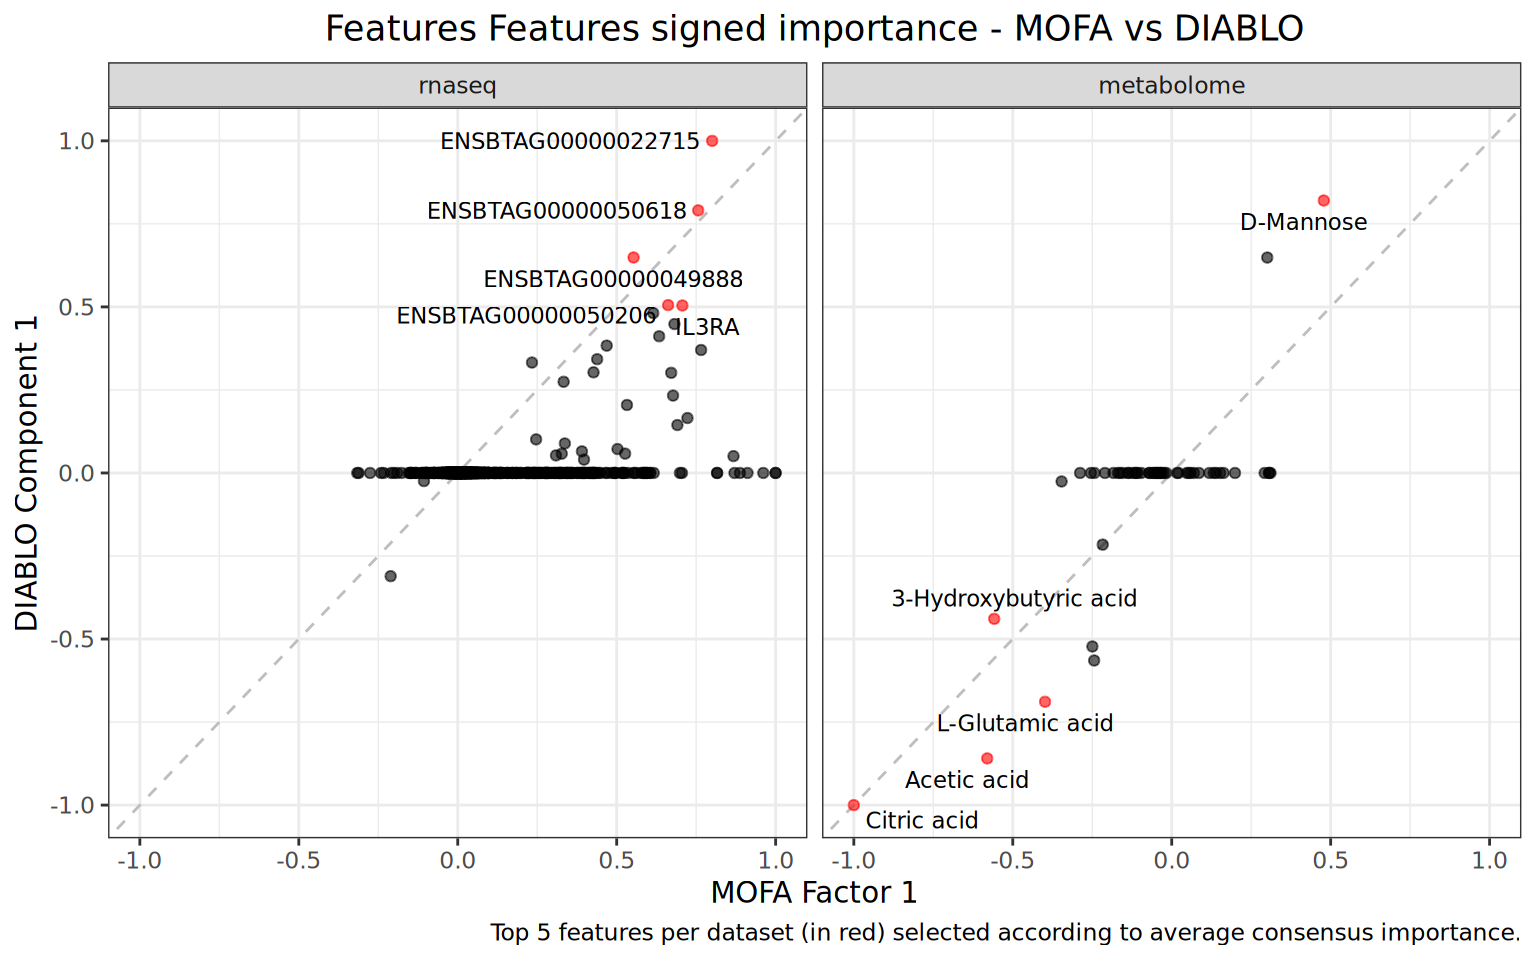 Features Features signed importance - MOFA vs DIABLO
rnaseq
metabolome
DIABLO Component 1
1.0
0.5
0.0
-0.5
-1.0
ENSBTAG00000022715
ENSBTAG00000050618
ENSBTAG00000049888
ENSBTAG00000050206
IL3RA
D-Mannose
3-Hydroxybutyric acid
L-Glutamic acid
Acetic acid
Citric acid
-1.0 -0.5 0.0 0.5 1.0
-1.0 -0.5 0.0 0.5 1.0
MOFA Factor 1
Top 5 features per dataset (in red) selected according to average consensus importance.